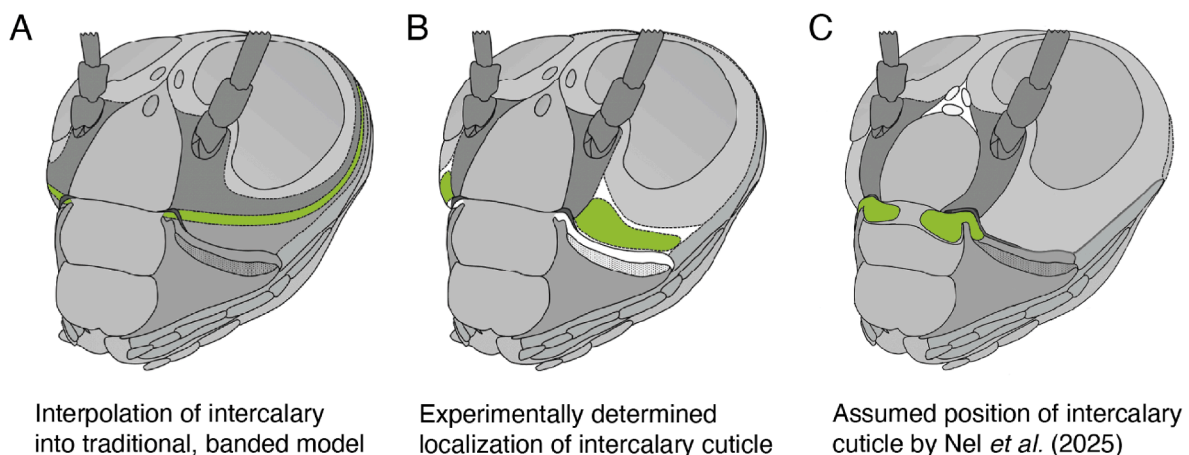 A
B
C
Interpolation of intercalary
into traditional, banded model
Experimentally determined
localization of intercalary cuticle
Assumed position of intercalary
cuticle by Nel et al. (2025)